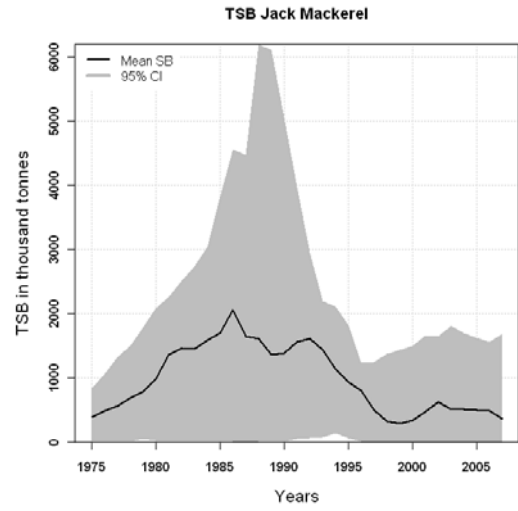 TSB Jack Mackerel
Mean SB
95% CI
TSB in thousand tonnes
6000
5000
4000
3000
2000
1000
0
1975 1980 1985 1990 1995 2000 2005
Years